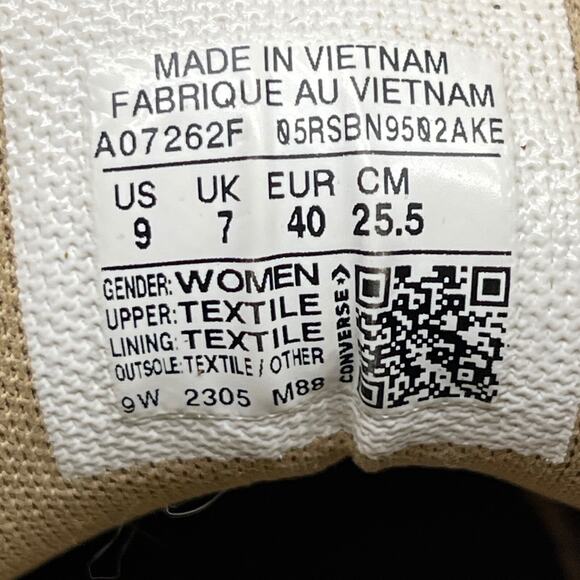 MADE IN VIETNAM
FABRIQUE AU VIETNAM
A07262F 05RSBN9502AKE
US UK EUR CM
9 7 40 25.5
GENDER: WOMEN
UPPER: TEXTILE
LINING: TEXTILE
OUTSOLE: TEXTILE / OTHER
9W 2305 M88
CONVERSE